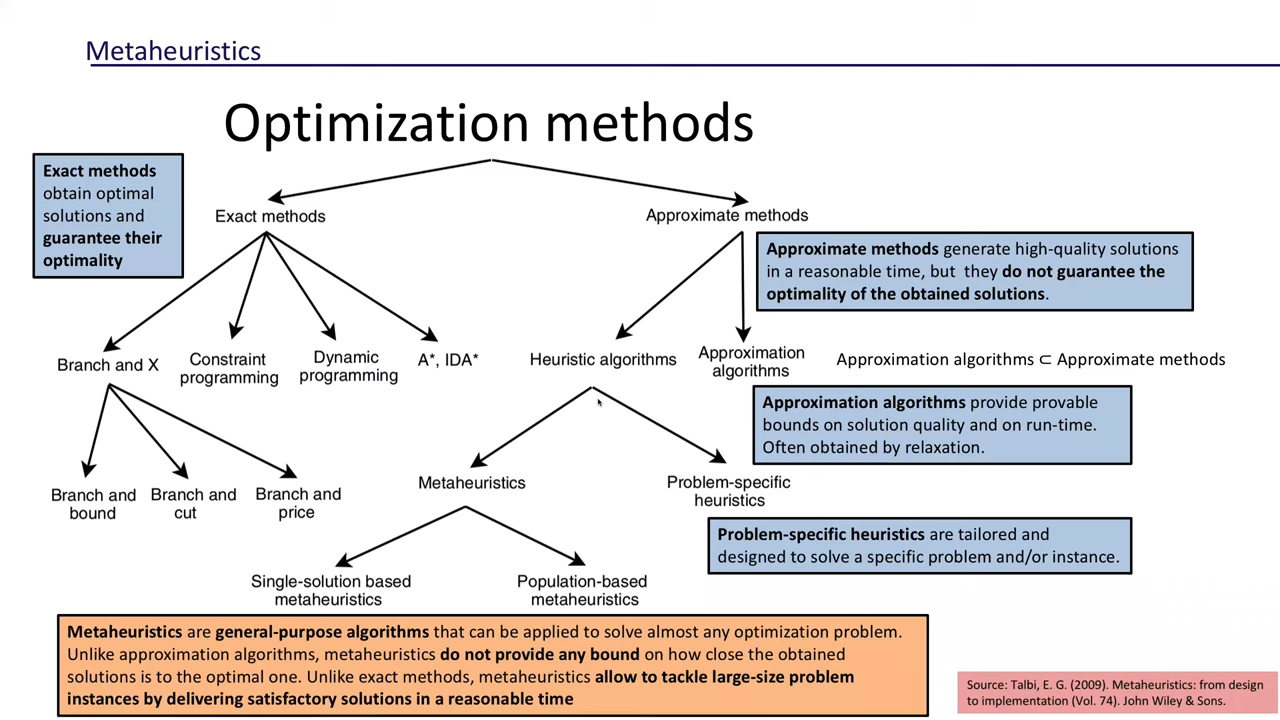 Metaheuristics
Optimization methods
Exact methods
obtain optimal
solutions and
guarantee their
optimality
Exact methods
Approximate methods
Approximate methods generate high-quality solutions
in a reasonable time, but they do not guarantee the
optimality of the obtained solutions.
Branch and X
Constraint
programming
Dynamic
programming
A*, IDA*
Heuristic algorithms
Approximation
algorithms
Approximation algorithms ⊂ Approximate methods
Approximation algorithms provide provable
bounds on solution quality and on run-time.
Often obtained by relaxation.
Branch and
bound
Branch and
cut
Branch and
price
Metaheuristics
Problem-specific
heuristics
Problem-specific heuristics are tailored and
designed to solve a specific problem and/or instance.
Single-solution based
metaheuristics
Population-based
metaheuristics
Metaheuristics are general-purpose algorithms that can be applied to solve almost any optimization problem.
Unlike approximation algorithms, metaheuristics do not provide any bound on how close the obtained
solutions is to the optimal one. Unlike exact methods, metaheuristics allow to tackle large-size problem
instances by delivering satisfactory solutions in a reasonable time
Source: Talbi, E. G. (2009). Metaheuristics: from design
to implementation (Vol. 74). John Wiley & Sons.